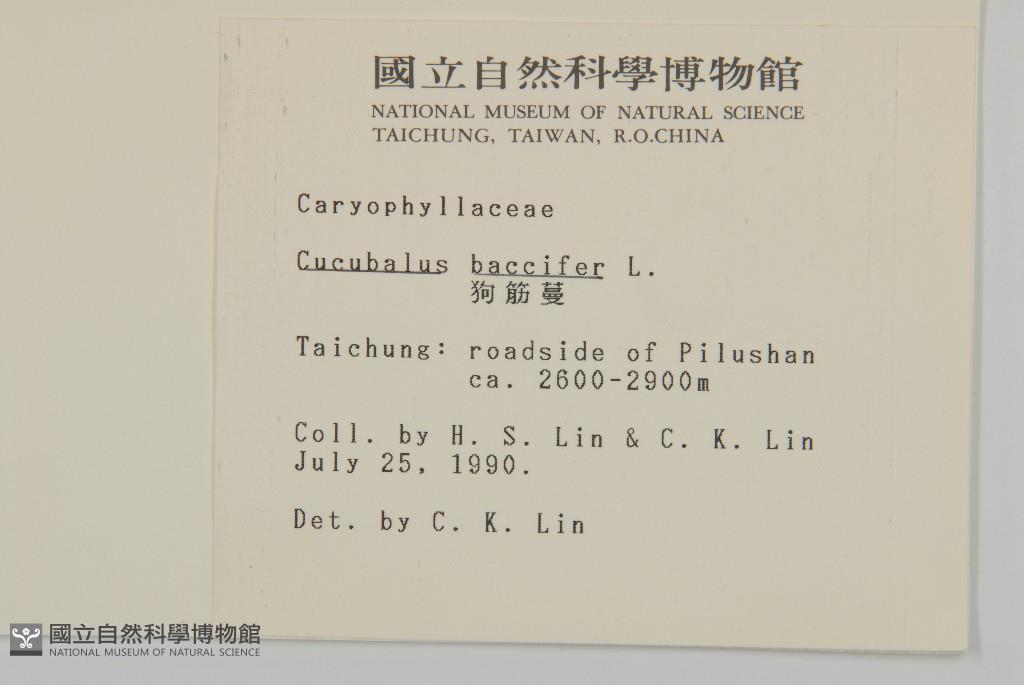 國立自然科學博物館
NATIONAL MUSEUM OF NATURAL SCIENCE
TAICHUNG, TAIWAN, R.O.CHINA
Caryophyllaceae
Cucubalus baccifer L.
狗筋蔓
Taichung: roadside of Pilushan
ca. 2600-2900m
Coll. by H. S. Lin & C. K. Lin
July 25, 1990.
Det. by C. K. Lin
國立自然科學博物館
NATIONAL MUSEUM OF NATURAL SCIENCE